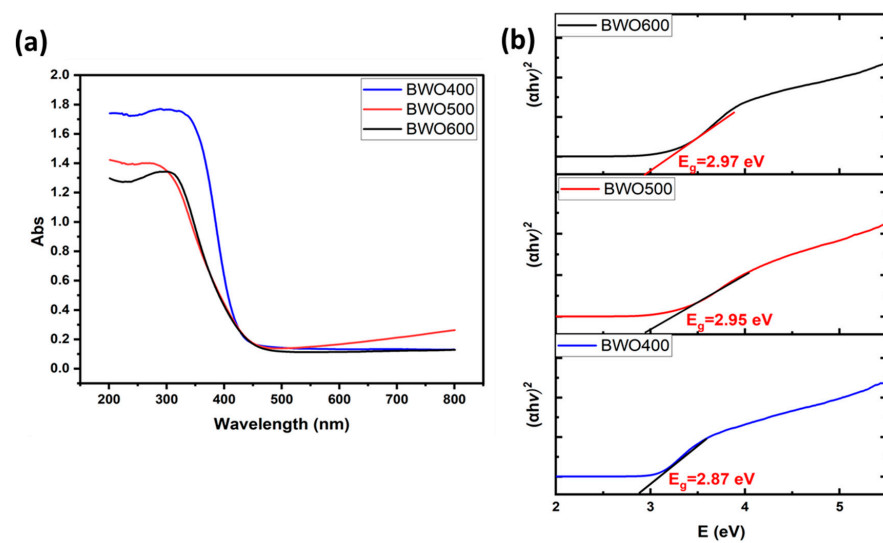 (a)
2.0
1.8
1.6
1.4
1.2
1.0
0.8
0.6
0.4
0.2
0.0
Abs
200 300 400 500 600 700 800
Wavelength (nm)
BWO400
BWO500
BWO600
(b)
BWO600
(αhν)²
E_g=2.97 eV
BWO500
(αhν)²
E_g=2.95 eV
BWO400
(αhν)²
E_g=2.87 eV
2 3 4 5
E (eV)